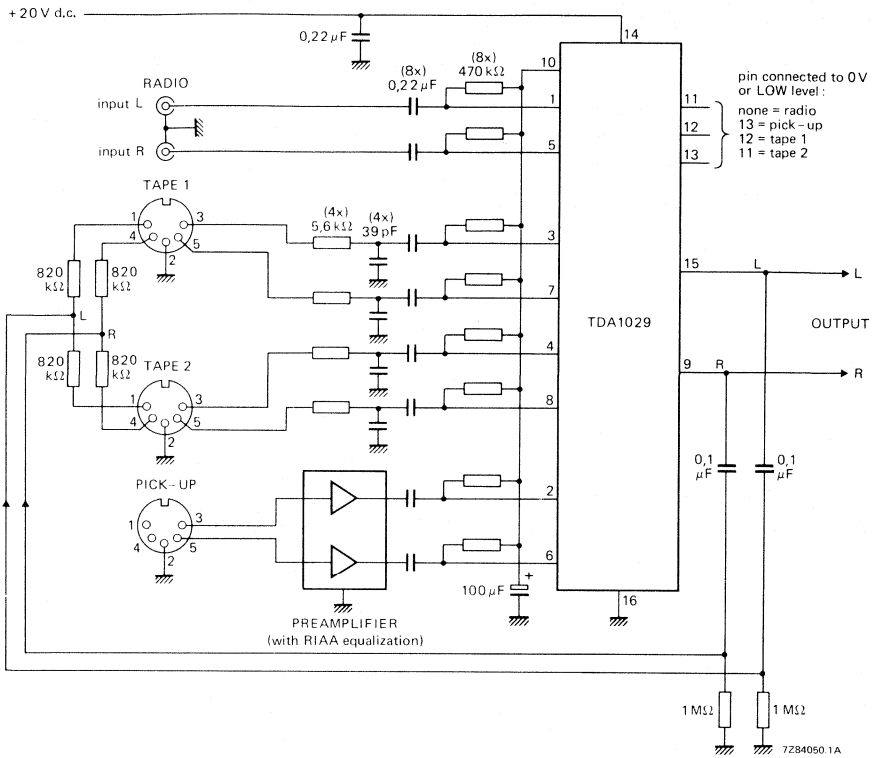 +20 V d.c.
0,22 µF
14
(8x)
0,22 µF
(8x)
470 kΩ
10
RADIO
input L
input R
1
5
11
12
13
pin connected to 0 V
or LOW level :
none = radio
13 = pick-up
12 = tape 1
11 = tape 2
TAPE 1
1
3
4
5
2
(4x)
5,6 kΩ
(4x)
39 pF
3
7
820
kΩ
820
kΩ
L
R
820
kΩ
820
kΩ
TDA1029
15
L
L
OUTPUT
9
R
R
TAPE 2
1
3
4
5
2
4
8
PICK-UP
1
3
4
5
2
2
6
0,1
µF
0,1
µF
100 µF
+
16
PREAMPLIFIER
(with RIAA equalization)
1 MΩ
1 MΩ
7Z84050.1A